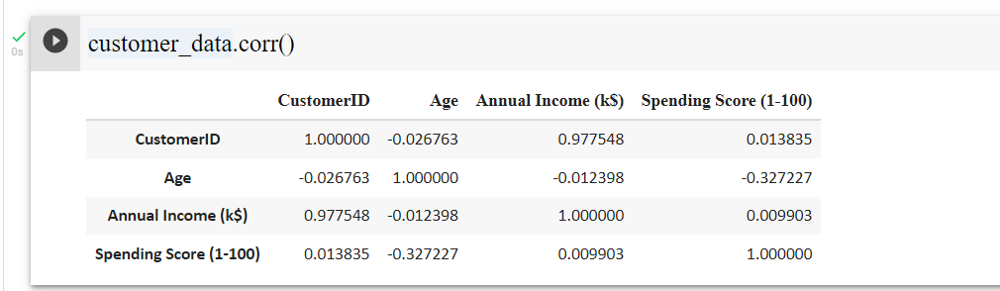 customer_data.corr()
0s
CustomerID Age Annual Income (k$) Spending Score (1-100)
CustomerID 1.000000 -0.026763 0.977548 0.013835
Age -0.026763 1.000000 -0.012398 -0.327227
Annual Income (k$) 0.977548 -0.012398 1.000000 0.009903
Spending Score (1-100) 0.013835 -0.327227 0.009903 1.000000